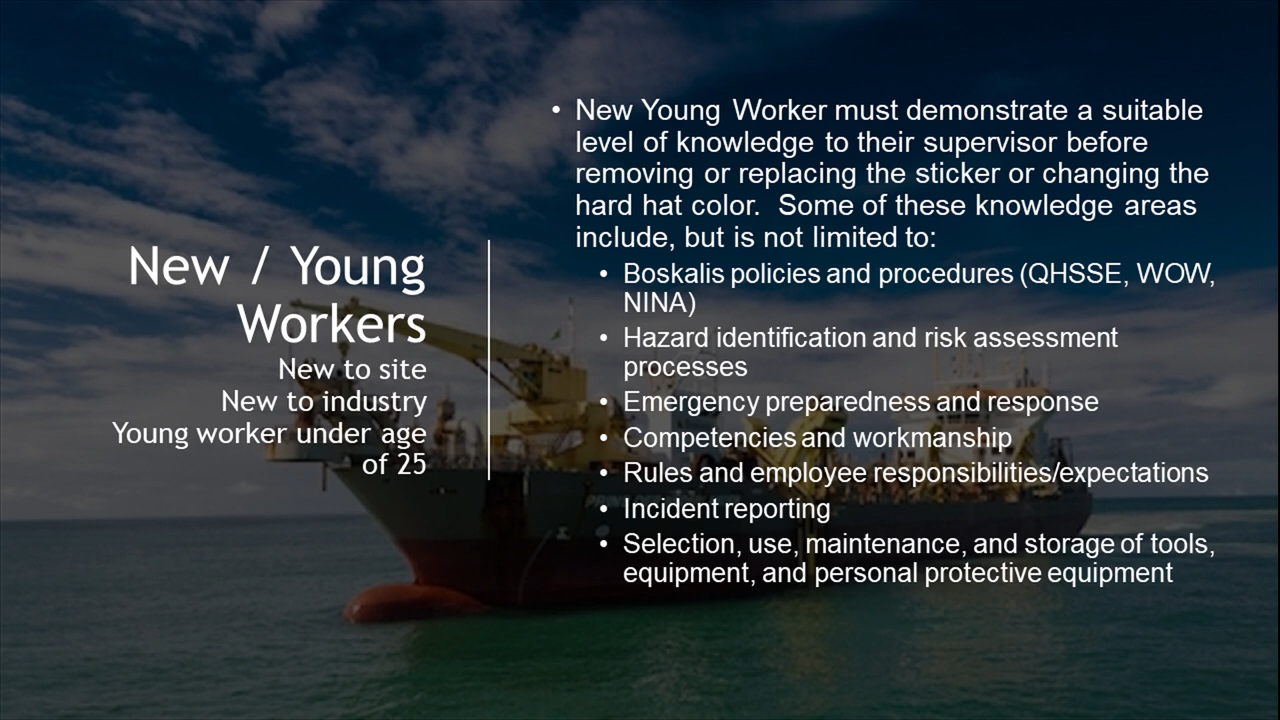 New / Young
Workers
New to site
New to industry
Young worker under age
of 25
• New Young Worker must demonstrate a suitable
level of knowledge to their supervisor before
removing or replacing the sticker or changing the
hard hat color.  Some of these knowledge areas
include, but is not limited to:
• Boskalis policies and procedures (QHSSE, WOW,
NINA)
• Hazard identification and risk assessment
processes
• Emergency preparedness and response
• Competencies and workmanship
• Rules and employee responsibilities/expectations
• Incident reporting
• Selection, use, maintenance, and storage of tools,
equipment, and personal protective equipment